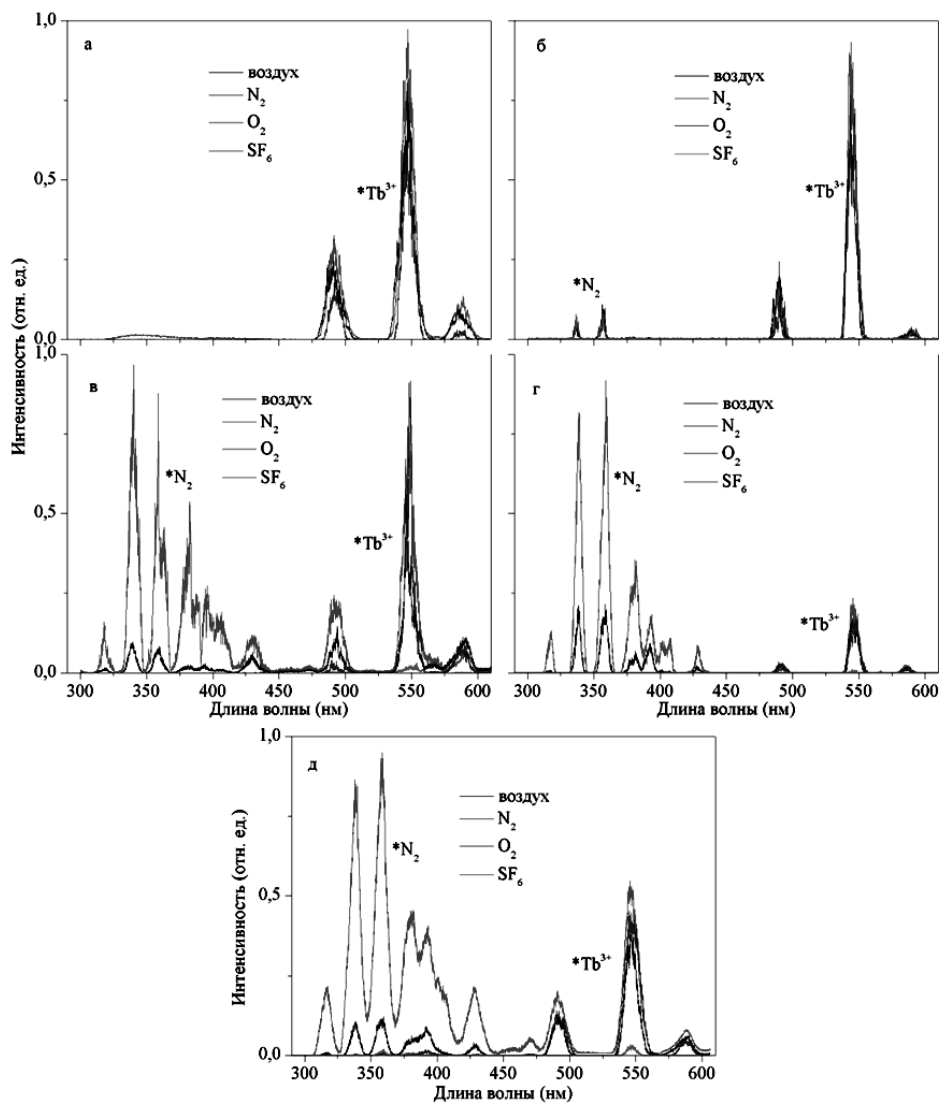 Интенсивность (отн. ед.)
1,0
0,5
0,0
а
воздух
N₂
O₂
SF₆
*Tb³⁺
б
воздух
N₂
O₂
SF₆
*N₂
*Tb³⁺
1,0
0,5
0,0
в
воздух
N₂
O₂
SF₆
*N₂
*Tb³⁺
300 350 400 450 500 550 600
Длина волны (нм)
г
воздух
N₂
O₂
SF₆
*N₂
*Tb³⁺
300 350 400 450 500 550 600
Длина волны (нм)
Интенсивность (отн. ед.)
1,0
0,5
0,0
д
воздух
N₂
O₂
SF₆
*N₂
*Tb³⁺
300 350 400 450 500 550 600
Длина волны (нм)